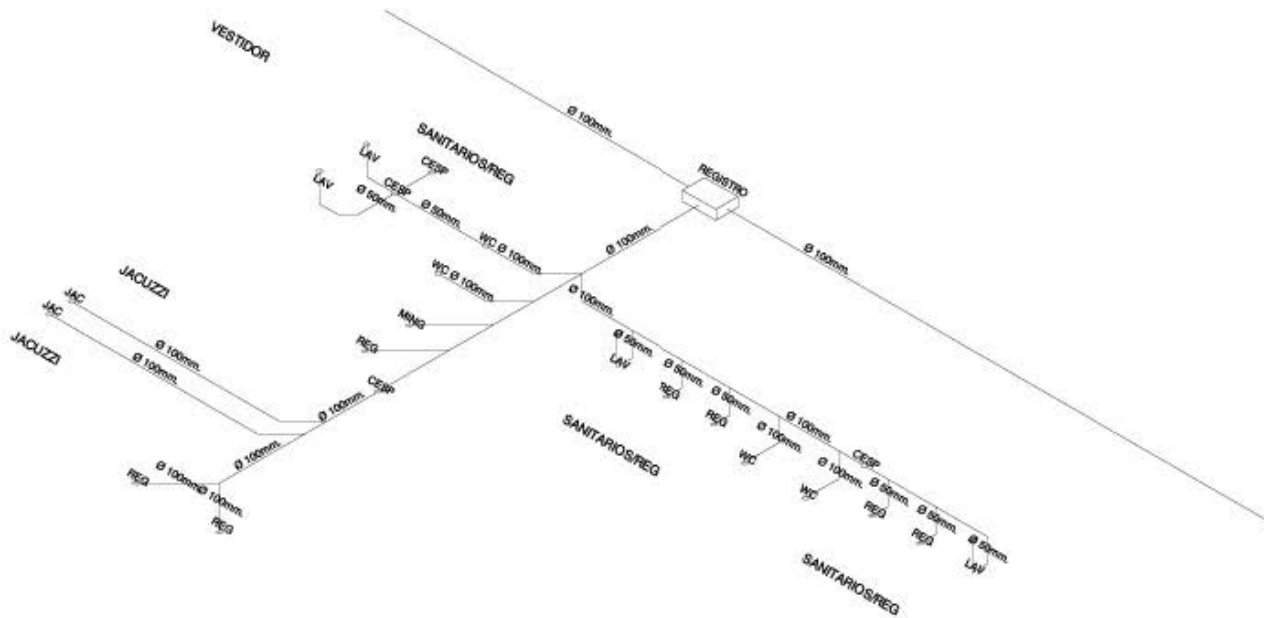 VESTIDOR
Ø 100mm.
SANITARIOS/REG
LAV
CESP
REGISTRO
LAV
CESP
Ø 50mm.
Ø 50mm.
WC Ø 100mm.
Ø 100mm.
Ø 100mm.
JACUZZI
WC Ø 100mm.
JAC
JAC
Ø 100mm.
MING
JACUZZI
Ø 100mm.
REG
Ø 50mm.
LAV
Ø 100mm.
CESP
Ø 50mm.
REG
Ø 50mm.
REG
Ø 100mm.
Ø 100mm.
SANITARIOS/REG
Ø 100mm.
WC
CESP
Ø 100mm.
REG
Ø 100mm.
Ø 100mm.
REG
Ø 100mm.
WC
Ø 50mm.
REG
Ø 50mm.
REG
Ø 50mm.
LAV
SANITARIOS/REG